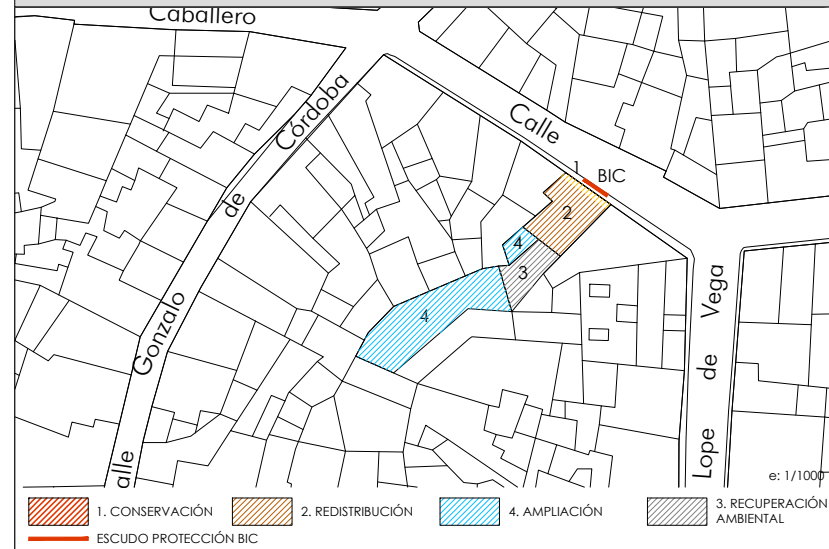 Caballero
Calle
Córdoba
de
Gonzalo
alle
1
BIC
2
4
3
4
Lope de Vega
e: 1/1000
1. CONSERVACIÓN
2. REDISTRIBUCIÓN
4. AMPLIACIÓN
3. RECUPERACIÓN
AMBIENTAL
ESCUDO PROTECCIÓN BIC